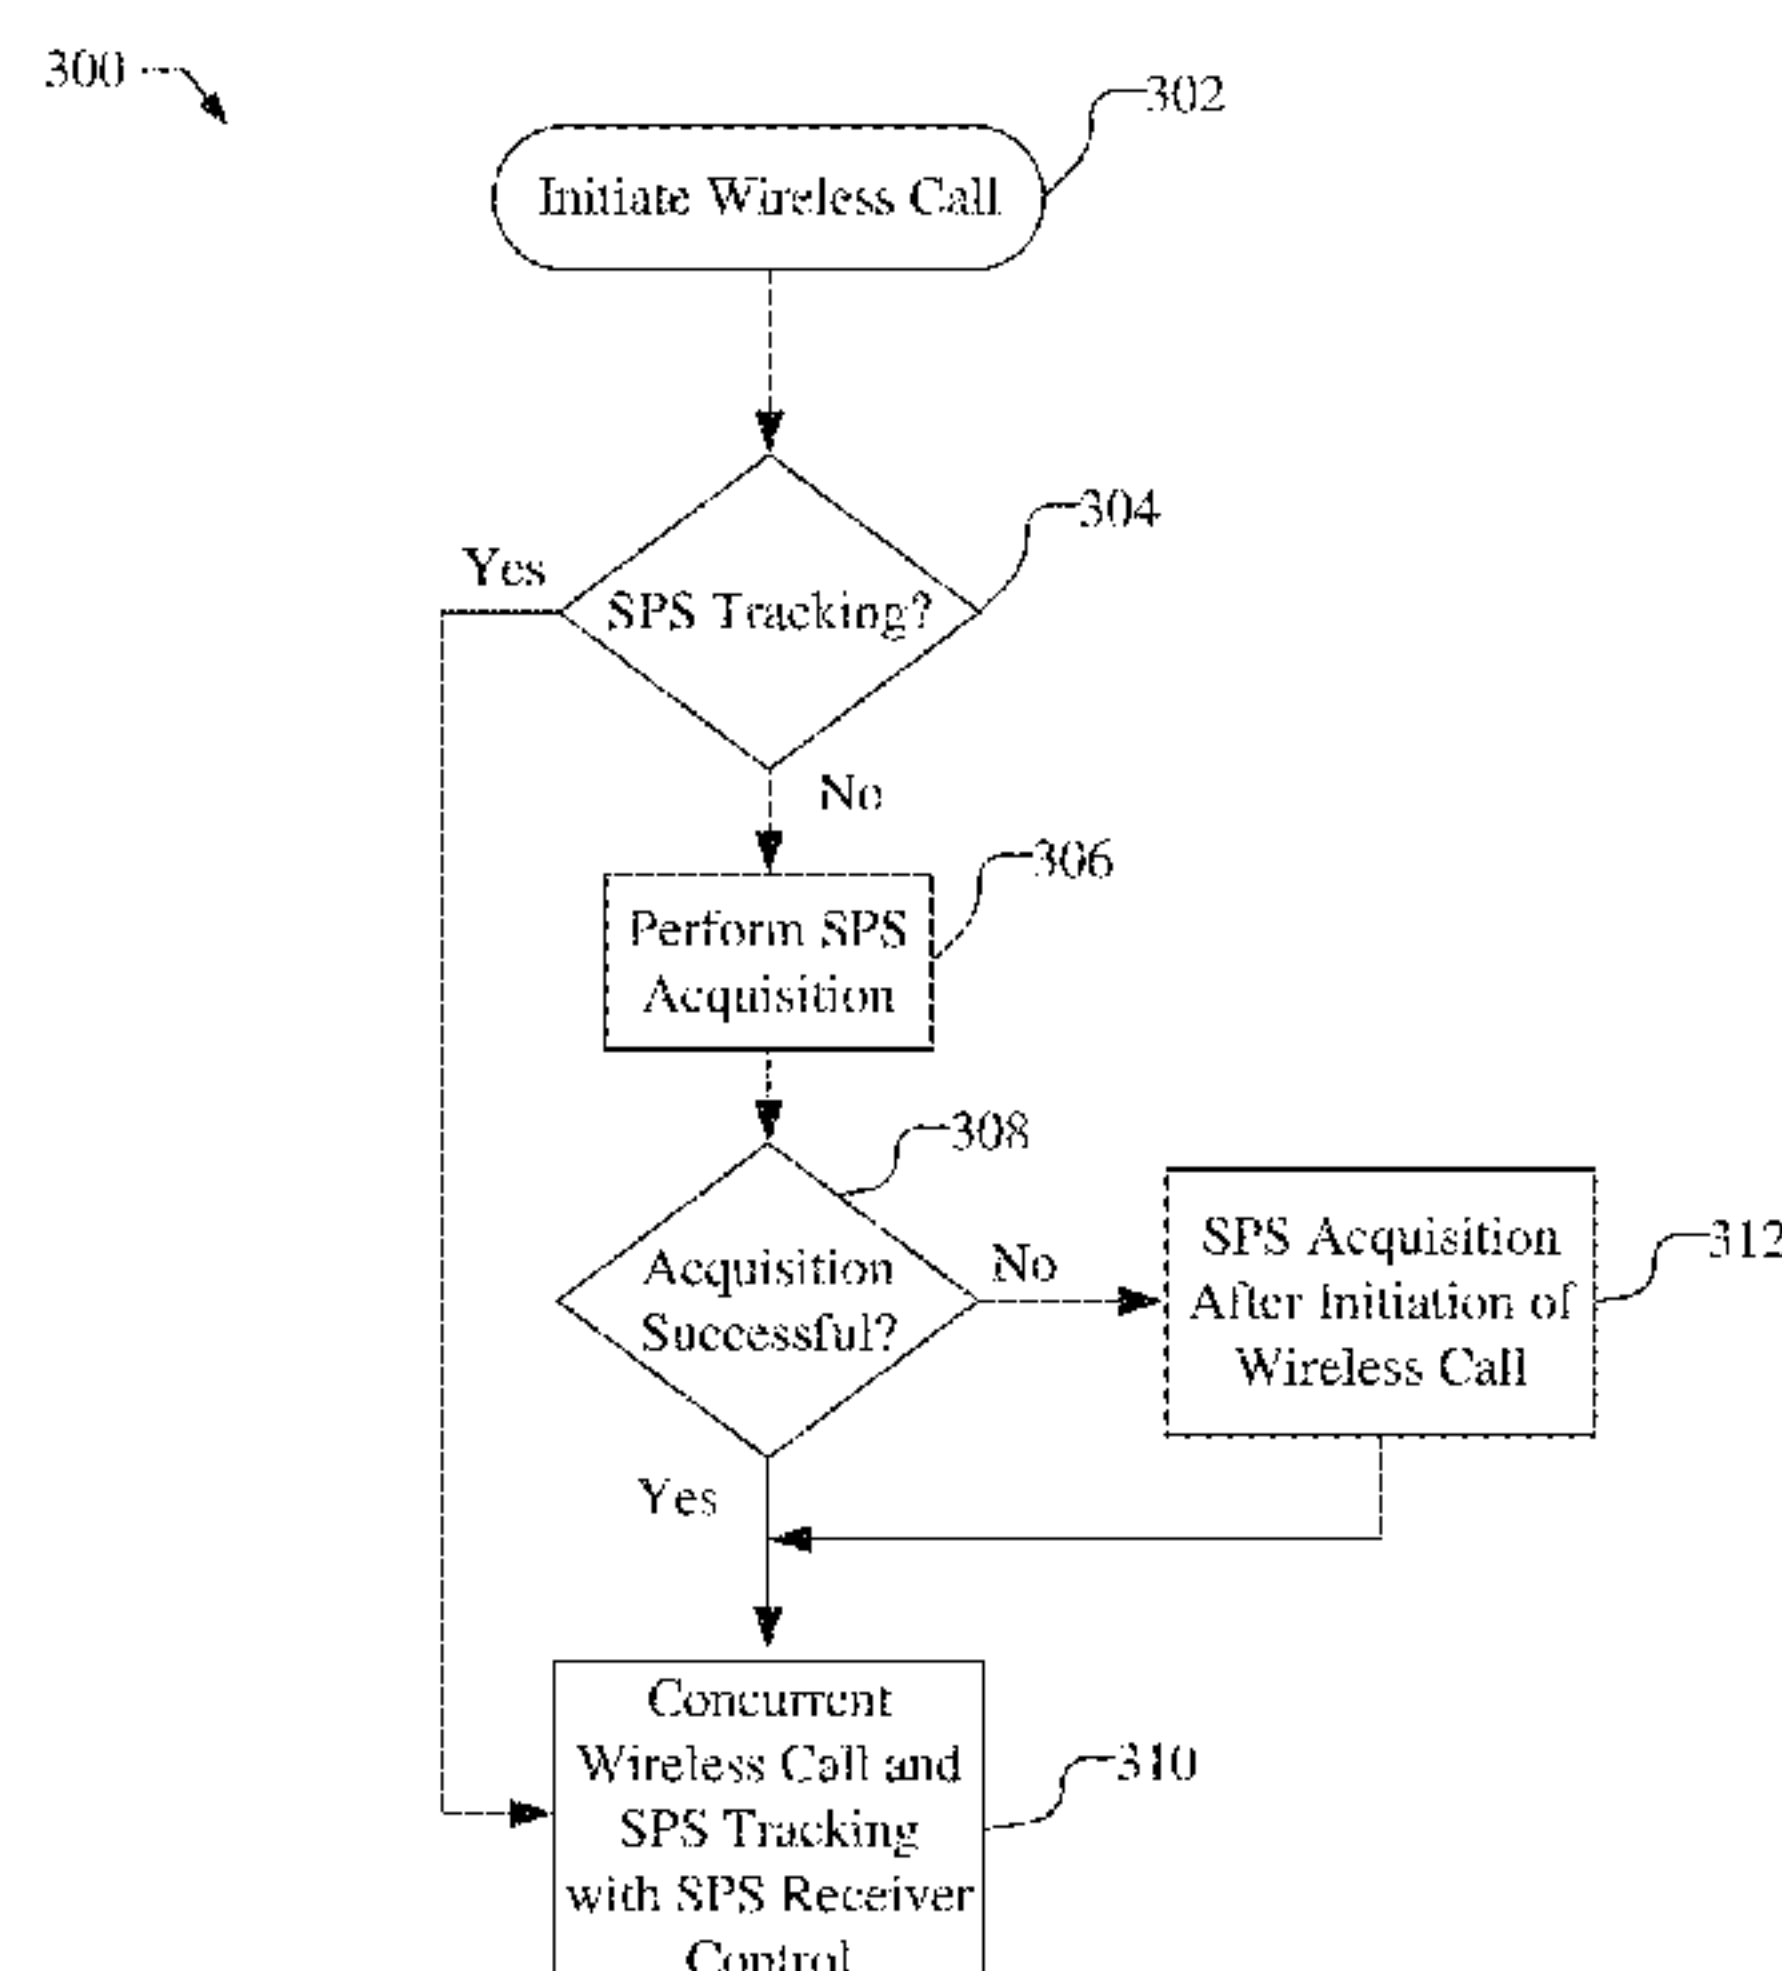 300
302
Initiate Wireless Call
304
Yes
SPS Tracking?
No
306
Perform SPS
Acquisition
308
Acquisition
Successful?
No
SPS Acquisition
After Initiation of
Wireless Call
312
Yes
Concurrent
Wireless Call and
SPS Tracking
with SPS Receiver
Control
310